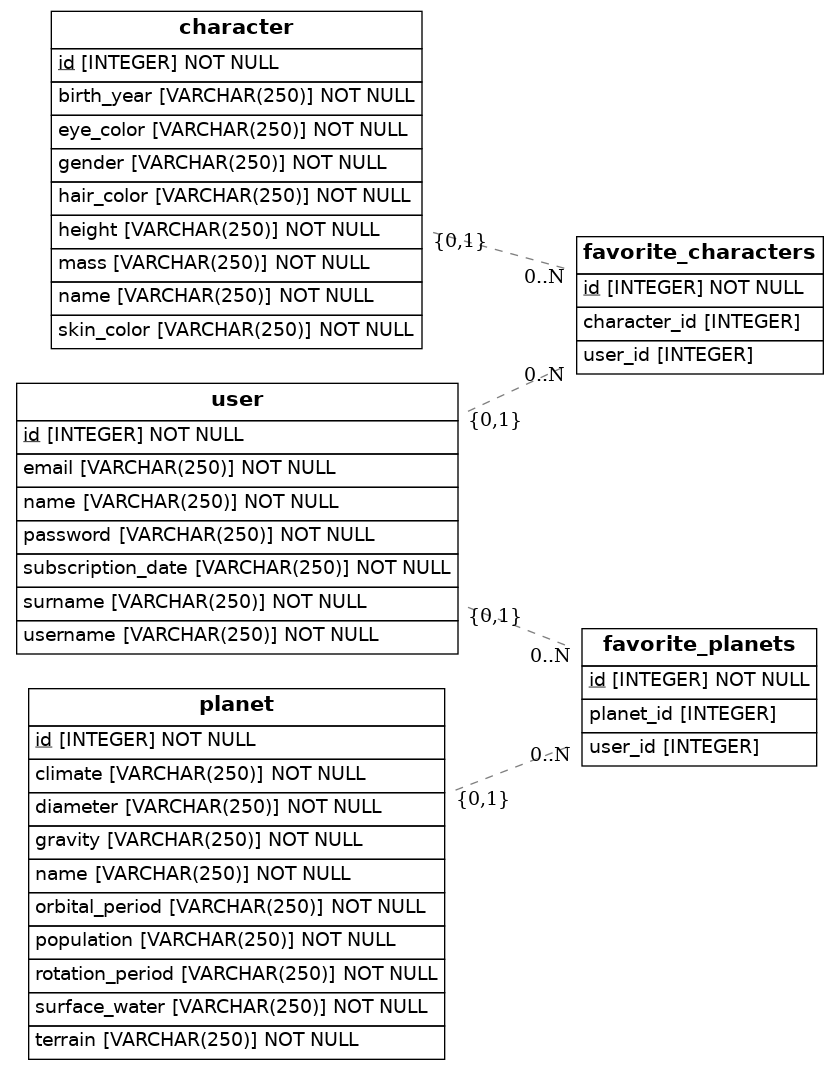 character
id [INTEGER] NOT NULL
birth_year [VARCHAR(250)] NOT NULL
eye_color [VARCHAR(250)] NOT NULL
gender [VARCHAR(250)] NOT NULL
hair_color [VARCHAR(250)] NOT NULL
height [VARCHAR(250)] NOT NULL
mass [VARCHAR(250)] NOT NULL
name [VARCHAR(250)] NOT NULL
skin_color [VARCHAR(250)] NOT NULL
{0,1}
0..N
favorite_characters
id [INTEGER] NOT NULL
character_id [INTEGER]
user_id [INTEGER]
0..N
{0,1}
user
id [INTEGER] NOT NULL
email [VARCHAR(250)] NOT NULL
name [VARCHAR(250)] NOT NULL
password [VARCHAR(250)] NOT NULL
subscription_date [VARCHAR(250)] NOT NULL
surname [VARCHAR(250)] NOT NULL
username [VARCHAR(250)] NOT NULL
{0,1}
0..N
favorite_planets
id [INTEGER] NOT NULL
planet_id [INTEGER]
user_id [INTEGER]
0..N
{0,1}
planet
id [INTEGER] NOT NULL
climate [VARCHAR(250)] NOT NULL
diameter [VARCHAR(250)] NOT NULL
gravity [VARCHAR(250)] NOT NULL
name [VARCHAR(250)] NOT NULL
orbital_period [VARCHAR(250)] NOT NULL
population [VARCHAR(250)] NOT NULL
rotation_period [VARCHAR(250)] NOT NULL
surface_water [VARCHAR(250)] NOT NULL
terrain [VARCHAR(250)] NOT NULL